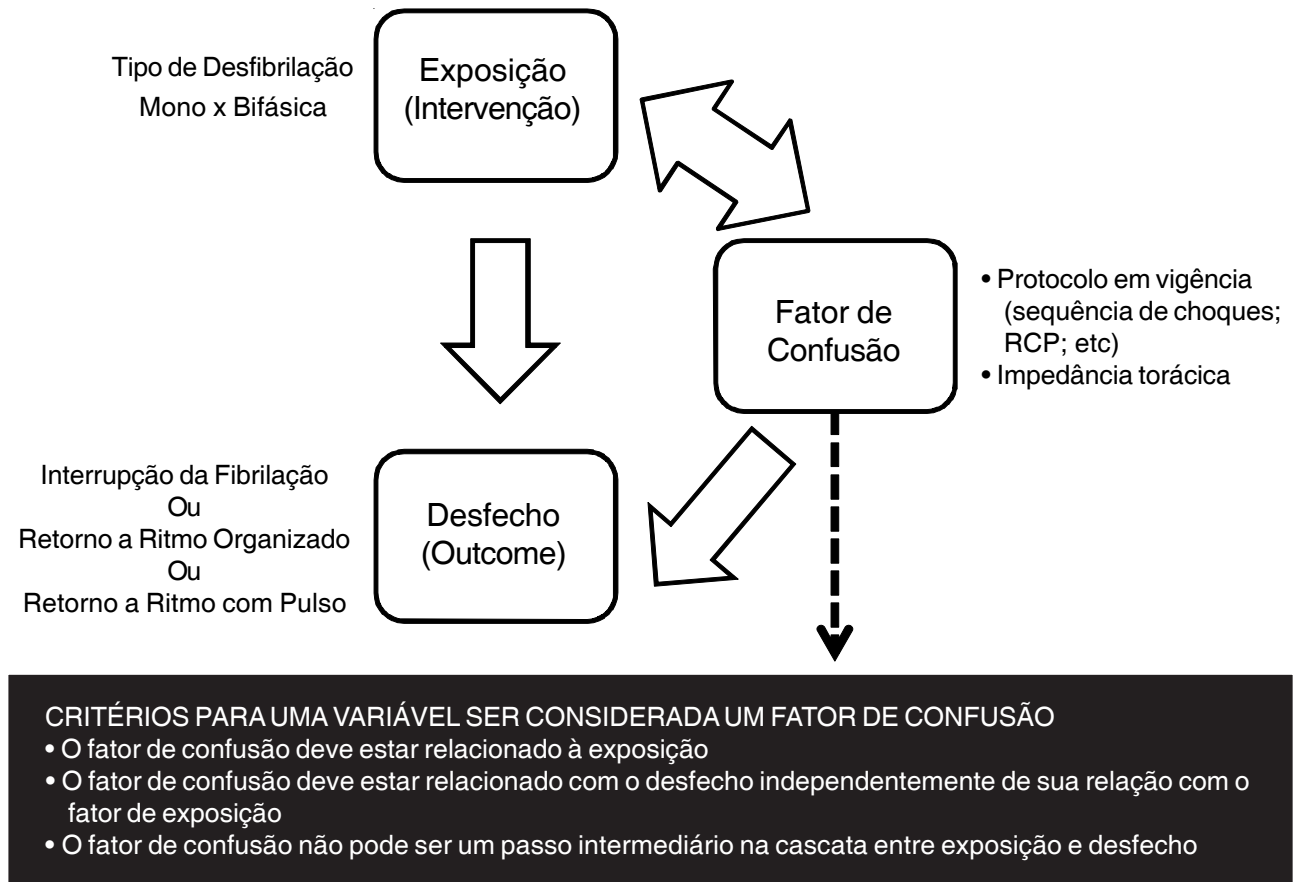 Tipo de Desfibrilação
Mono x Bifásica
Exposição
(Intervenção)
Fator de
Confusão
• Protocolo em vigência
(sequência de choques;
RCP; etc)
• Impedância torácica
Interrupção da Fibrilação
Ou
Retorno a Ritmo Organizado
Ou
Retorno a Ritmo com Pulso
Desfecho
(Outcome)
CRITÉRIOS PARA UMA VARIÁVEL SER CONSIDERADA UM FATOR DE CONFUSÃO
• O fator de confusão deve estar relacionado à exposição
• O fator de confusão deve estar relacionado com o desfecho independentemente de sua relação com o
fator de exposição
• O fator de confusão não pode ser um passo intermediário na cascata entre exposição e desfecho